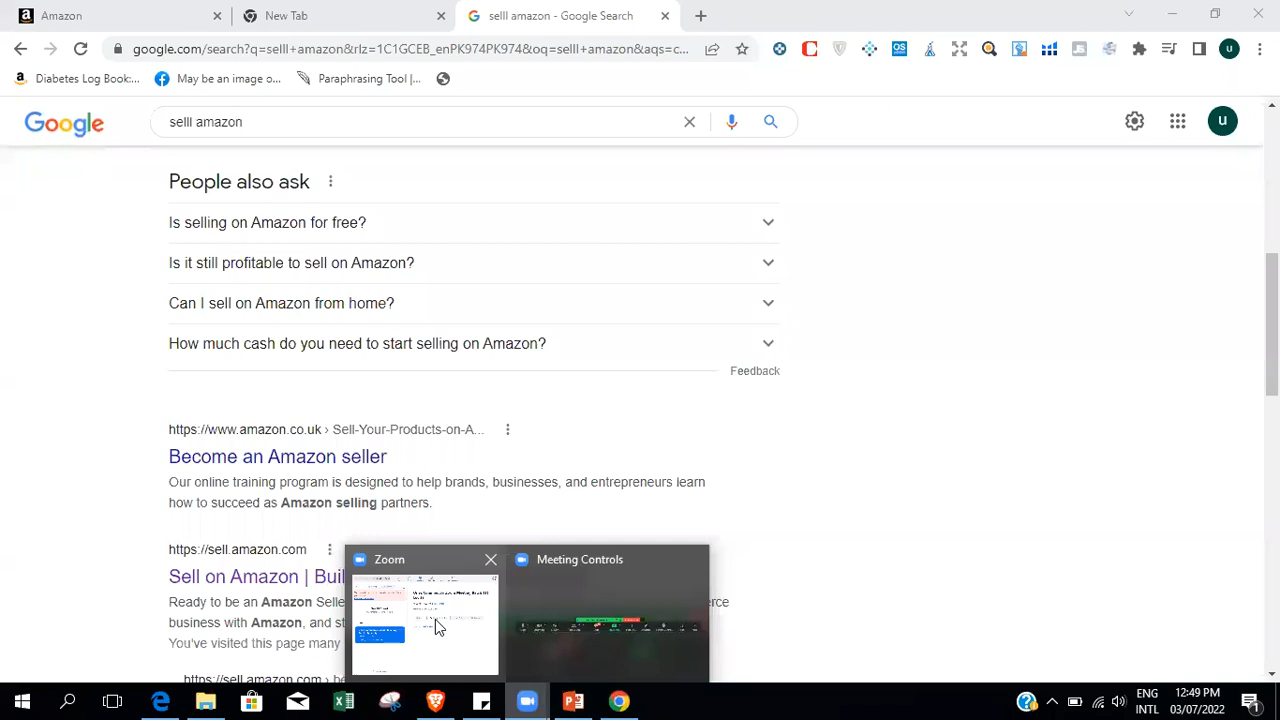 Amazon
New Tab
selll amazon - Google Search
google.com/search?q=selll+amazon&rlz=1C1GCEB_enPK974PK974&oq=selll+amazon&aqs=c...
Diabetes Log Book:...
May be an image o...
Paraphrasing Tool |...
Google
selll amazon
u
People also ask
Is selling on Amazon for free?
Is it still profitable to sell on Amazon?
Can I sell on Amazon from home?
How much cash do you need to start selling on Amazon?
Feedback
https://www.amazon.co.uk › Sell-Your-Products-on-A...
Become an Amazon seller
Our online training program is designed to help brands, businesses, and entrepreneurs learn
how to succeed as Amazon selling partners.
https://sell.amazon.com
Zoom
Meeting Controls
Sell on Amazon | Buil
Ready to be an Amazon Selle
rce
business with Amazon, and st
You've visited this page many
https://sell.amazon.com › be
ENG
INTL
12:49 PM
03/07/2022